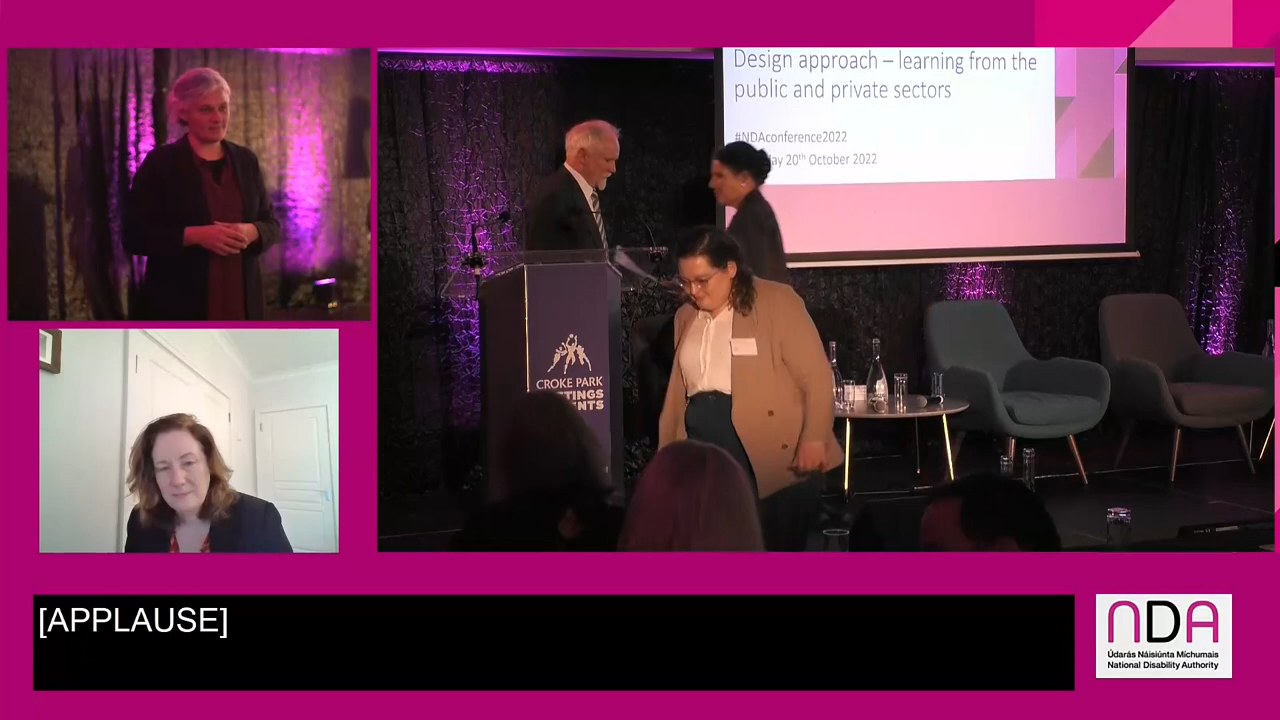 Design approach – learning from the
public and private sectors
#NDAconference2022
20th October 2022
CROKE PARK
[APPLAUSE]
NDA
Údarás Náisiúnta Míchumais
National Disability Authority